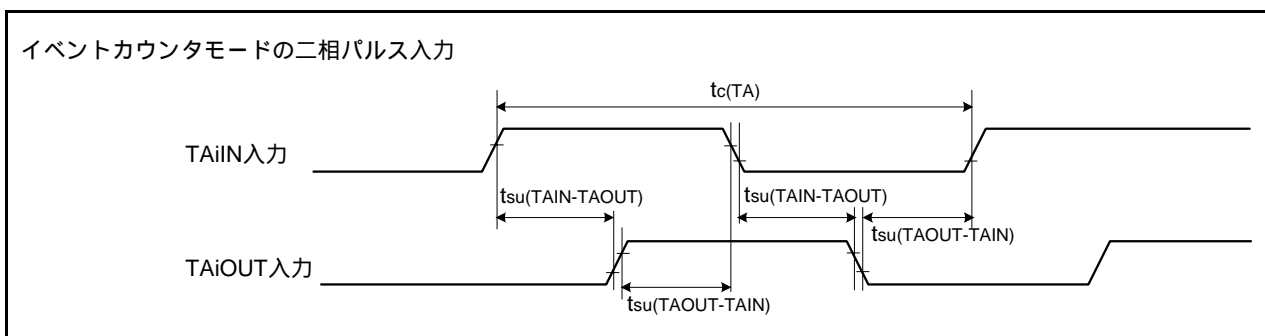 イベントカウンタモードの二相パルス入力
tc(TA)
TAiIN入力
tsu(TAIN-TAOUT)
tsu(TAIN-TAOUT)
tsu(TAOUT-TAIN)
TAiOUT入力
tsu(TAOUT-TAIN)